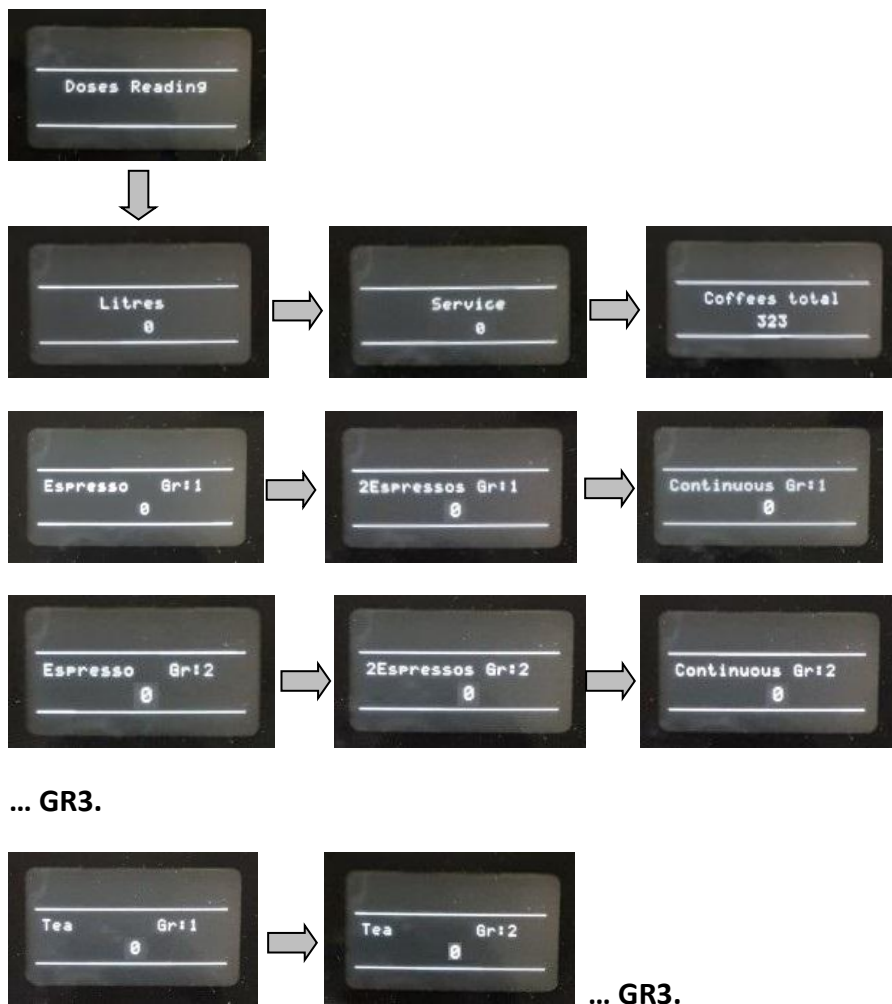 Doses Reading
Litres
0
Service
0
Coffees total
323
Espresso Gr:1
0
2Espressos Gr:1
0
Continuous Gr:1
0
Espresso Gr:2
0
2Espressos Gr:2
0
Continuous Gr:2
0
... GR3.
Tea Gr:1
0
Tea Gr:2
0
... GR3.